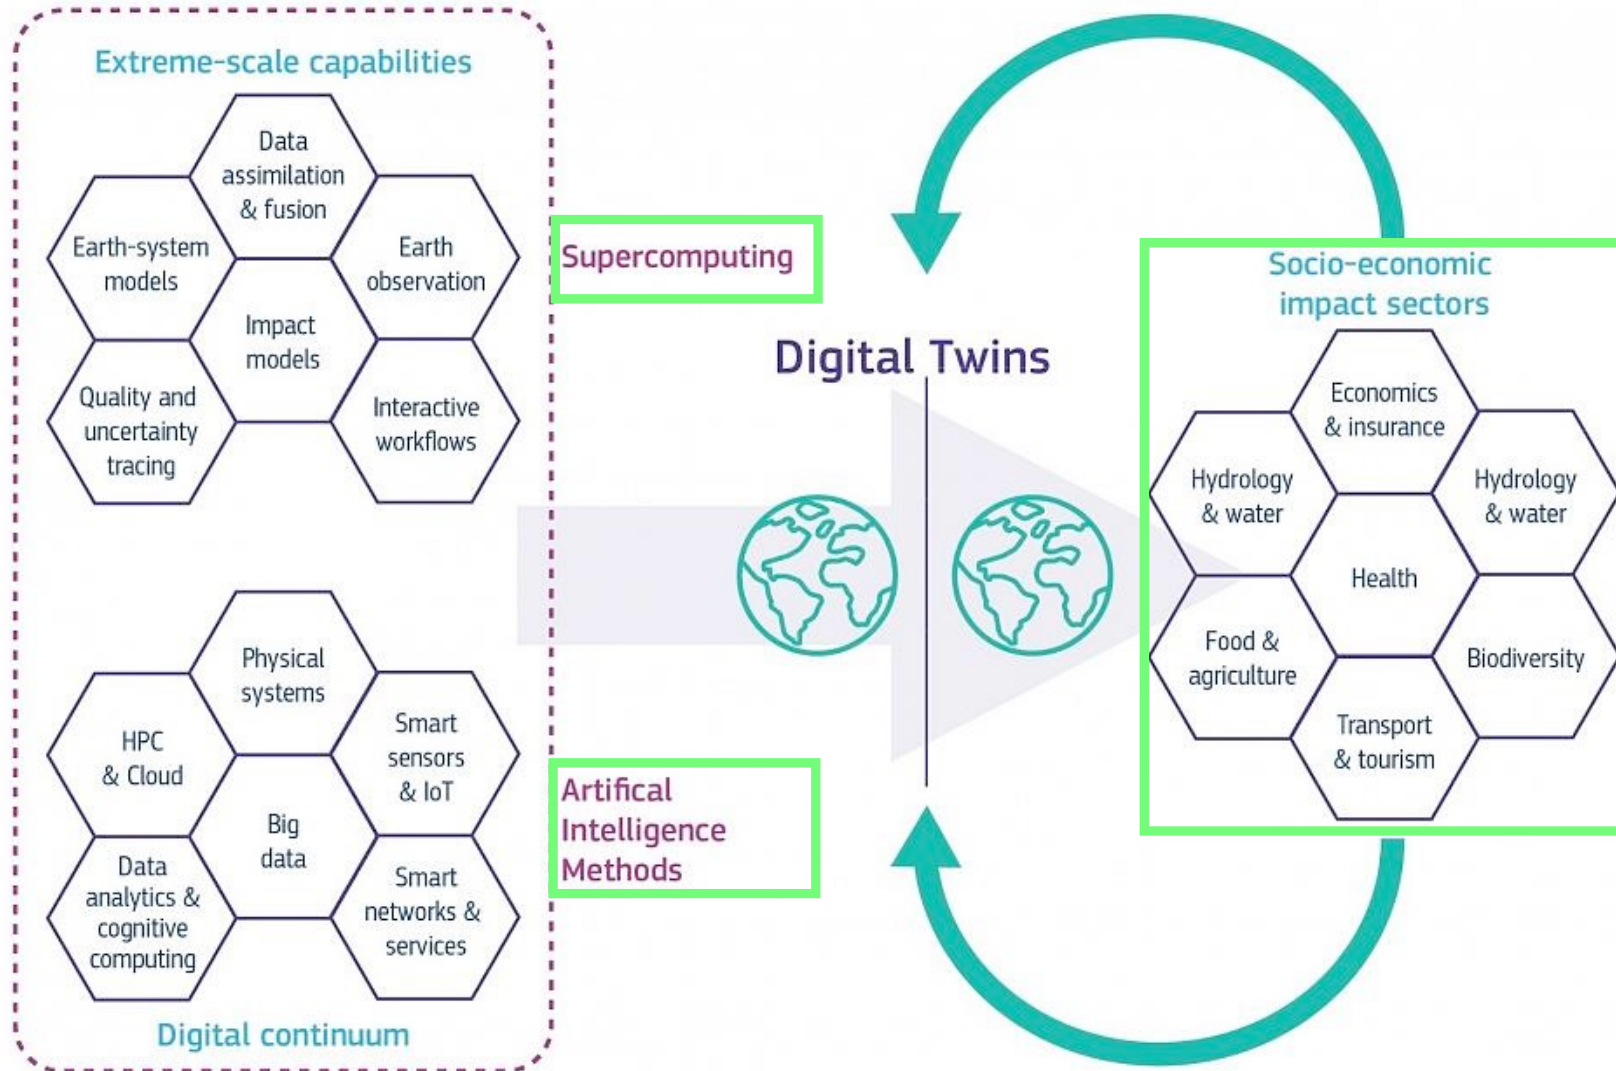 Extreme-scale capabilities
Data
assimilation
& fusion
Earth-system
models
Earth
observation
Impact
models
Quality and
uncertainty
tracing
Interactive
workflows
Physical
systems
HPC
& Cloud
Smart
sensors
& IoT
Big
data
Data
analytics &
cognitive
computing
Smart
networks &
services
Digital continuum
Supercomputing
Artifical
Intelligence
Methods
Digital Twins
Socio-economic
impact sectors
Economics
& insurance
Hydrology
& water
Hydrology
& water
Health
Food &
agriculture
Biodiversity
Transport
& tourism